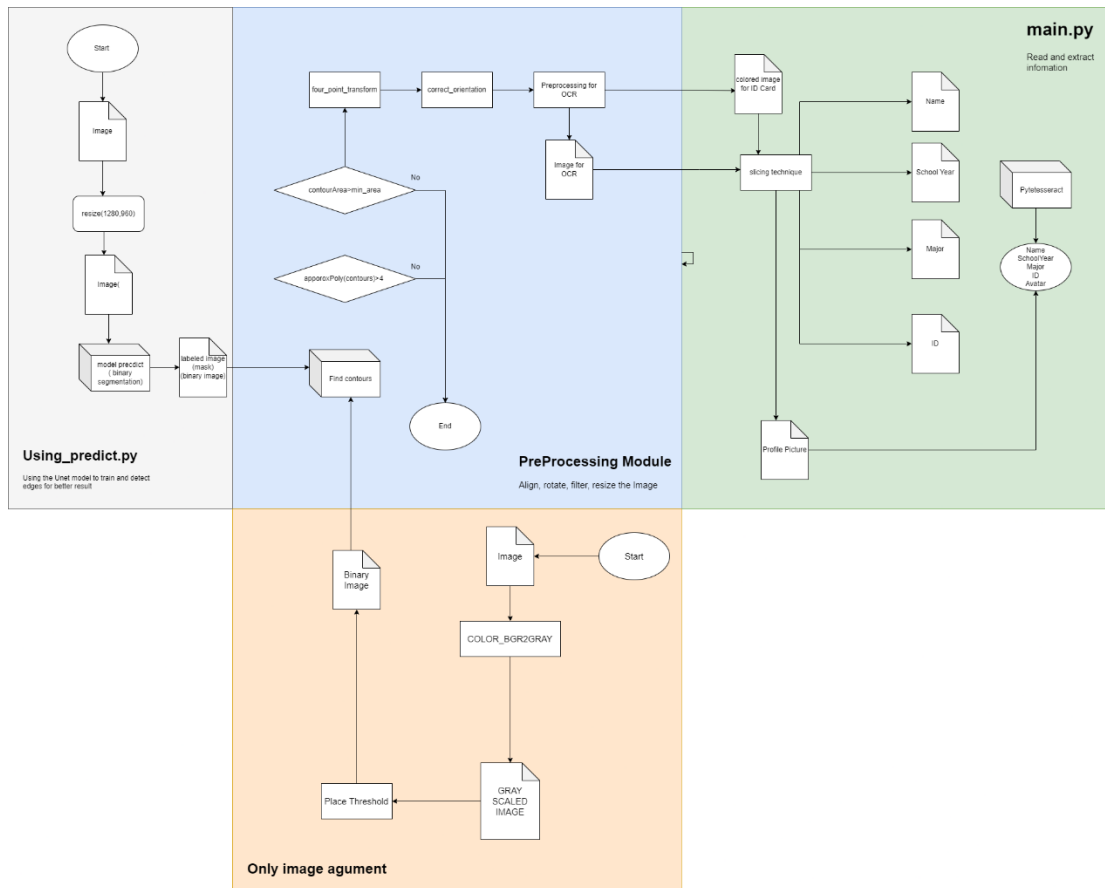 Start
Image
resize(1280,960)
Image(
model precdict
( binary
segmentation)
labeled image
(mask)
(binary image)
Using_predict.py
Using the Unet model to train and detect
edges for better result
four_point_transform
correct_orientation
Preprocessing for
OCR
Image for
OCR
contourArea>min_area
No
apporoxPoly(contours)>4
No
Find contours
End
PreProcessing Module
Align, rotate, filter, resize the Image
main.py
Read and extract
infomation
colored image
for ID Card
slicing technique
Name
School Year
Major
ID
Profile Picture
Pytetesseract
Name
SchoolYear
Major
ID
Avatar
Binary
Image
Image
Start
COLOR_BGR2GRAY
Place Threshold
GRAY
SCALED
IMAGE
Only image agument